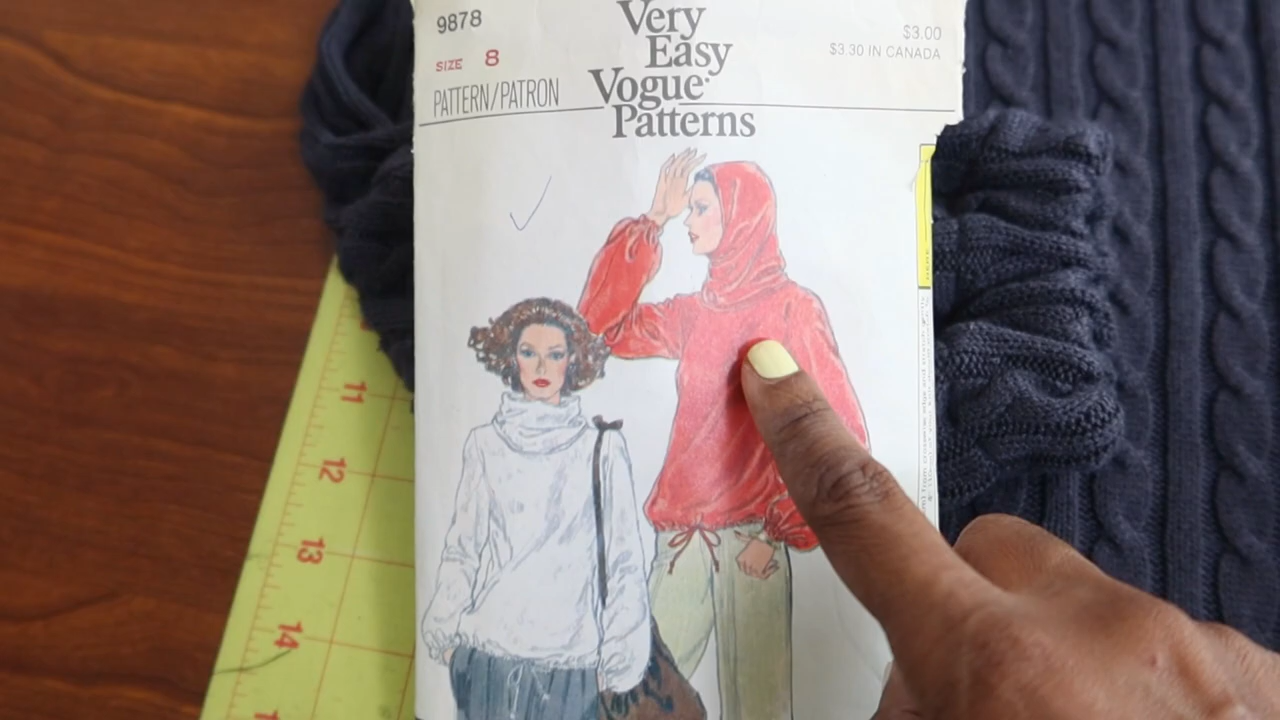 9878
SIZE 8
PATTERN/PATRON
Very
Easy
Vogue·
Patterns
$3.00
$3.30 IN CANADA
11
12
13
14